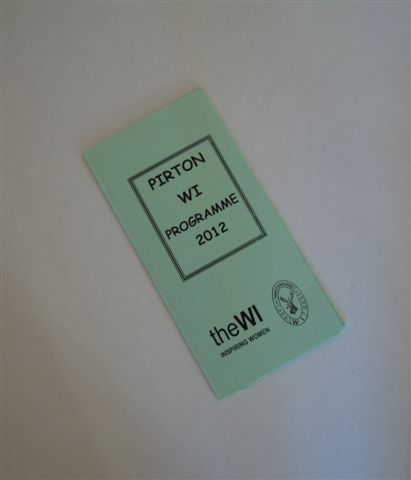 PIRTON
WI
PROGRAMME
2012
theWI
INSPIRING WOMEN